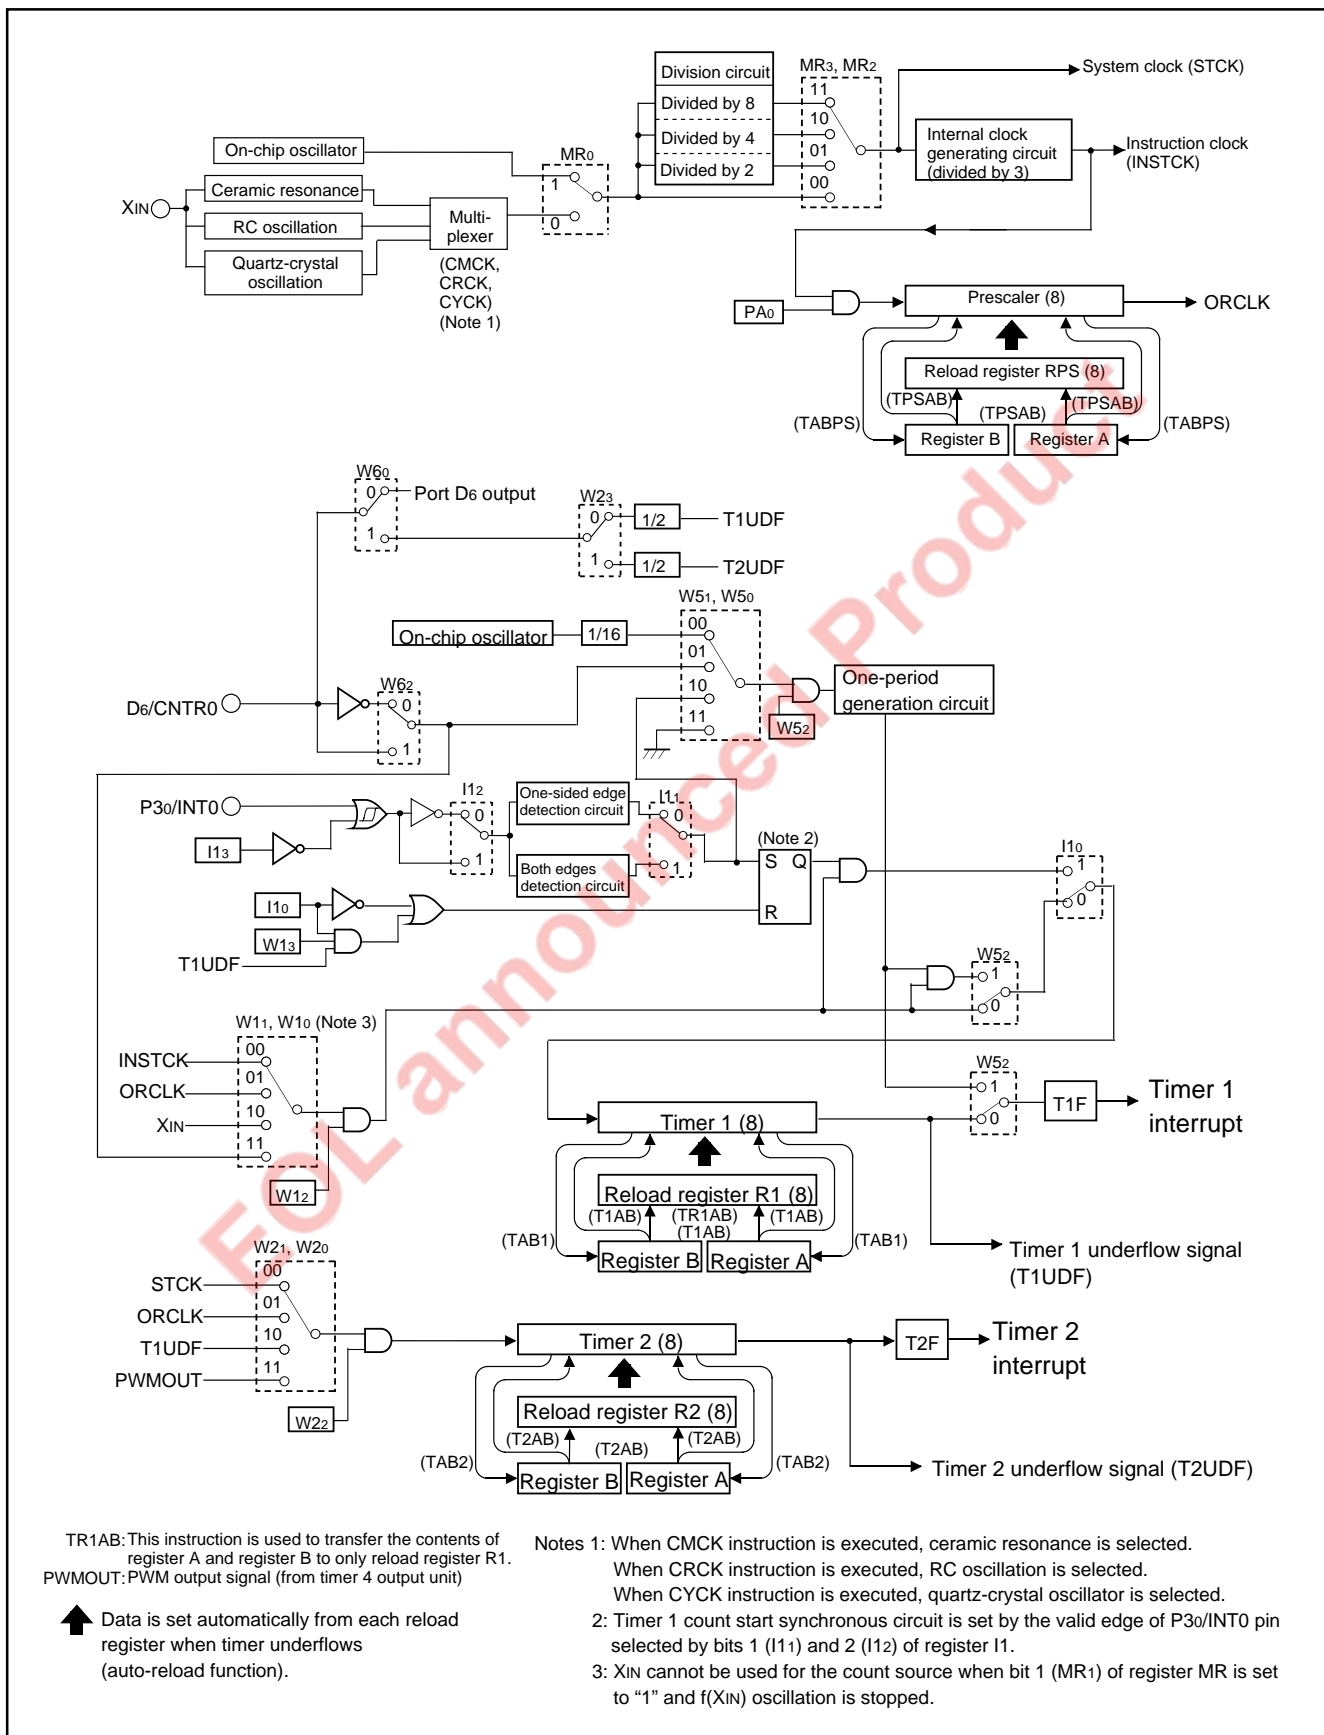 Division circuit
MR3, MR2
System clock (STCK)
Divided by 8
11
10
Divided by 4
01
Divided by 2
00
Internal clock
generating circuit
(divided by 3)
Instruction clock
(INSTCK)
On-chip oscillator
MR0
1
0
Ceramic resonance
XIN
RC oscillation
Quartz-crystal
oscillation
Multi-
plexer
(CMCK,
CRCK,
CYCK)
(Note 1)
PA0
Prescaler (8)
ORCLK
Reload register RPS (8)
(TPSAB)
(TPSAB)
(TPSAB)
(TABPS)
(TABPS)
Register B
Register A
W60
0
Port D6 output
1
W23
0
1/2
T1UDF
1
1/2
T2UDF
W51, W50
On-chip oscillator
1/16
00
01
10
11
W52
One-period
generation circuit
D6/CNTR0
W62
0
1
P30/INT0
I13
I12
0
1
One-sided edge
detection circuit
Both edges
detection circuit
I11
0
1
(Note 2)
S Q
R
I10
1
0
I10
W13
T1UDF
W52
1
0
W11, W10 (Note 3)
INSTCK
00
ORCLK
01
XIN
10
11
W12
W52
1
0
T1F
Timer 1
interrupt
Timer 1 (8)
Reload register R1 (8)
(T1AB)
(TR1AB)
(T1AB)
(T1AB)
(TAB1)
(TAB1)
Register B
Register A
Timer 1 underflow signal
(T1UDF)
W21, W20
STCK
00
ORCLK
01
T1UDF
10
PWMOUT
11
W22
Timer 2 (8)
T2F
Timer 2
interrupt
Reload register R2 (8)
(T2AB)
(T2AB)
(T2AB)
(TAB2)
(TAB2)
Register B
Register A
Timer 2 underflow signal (T2UDF)
EOL announced Product
TR1AB: This instruction is used to transfer the contents of
register A and register B to only reload register R1.
PWMOUT: PWM output signal (from timer 4 output unit)
Data is set automatically from each reload
register when timer underflows
(auto-reload function).
Notes 1: When CMCK instruction is executed, ceramic resonance is selected.
When CRCK instruction is executed, RC oscillation is selected.
When CYCK instruction is executed, quartz-crystal oscillator is selected.
2: Timer 1 count start synchronous circuit is set by the valid edge of P30/INT0 pin
selected by bits 1 (I11) and 2 (I12) of register I1.
3: XIN cannot be used for the count source when bit 1 (MR1) of register MR is set
to “1” and f(XIN) oscillation is stopped.